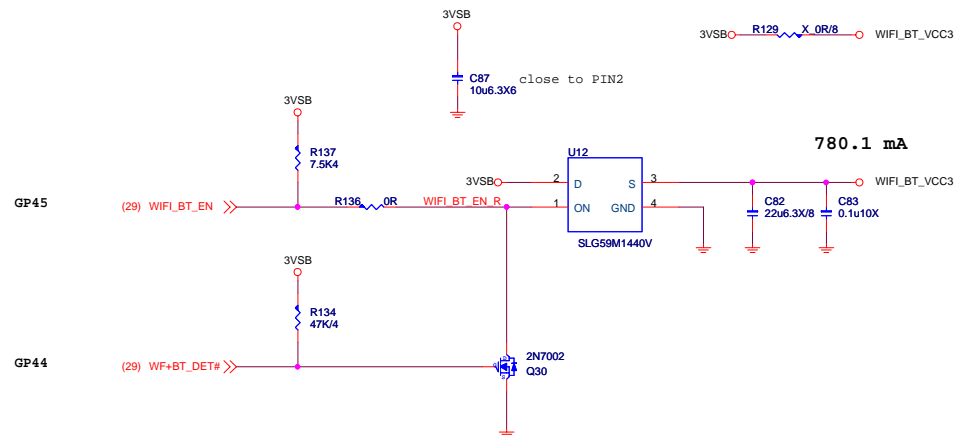 3VSB
C87
10u6.3X6
close to PIN2
3VSB
R129
X_0R/8
WIFI_BT_VCC3
780.1 mA
3VSB
R137
7.5K4
U12
3VSB
2
D
S
3
WIFI_BT_VCC3
GP45
(29) WIFI_BT_EN
R136
0R
WIFI_BT_EN_R
1
ON
GND
4
SLG59M1440V
C82
22u6.3X/8
C83
0.1u10X
3VSB
R134
47K/4
GP44
(29) WF+BT_DET#
2N7002
Q30